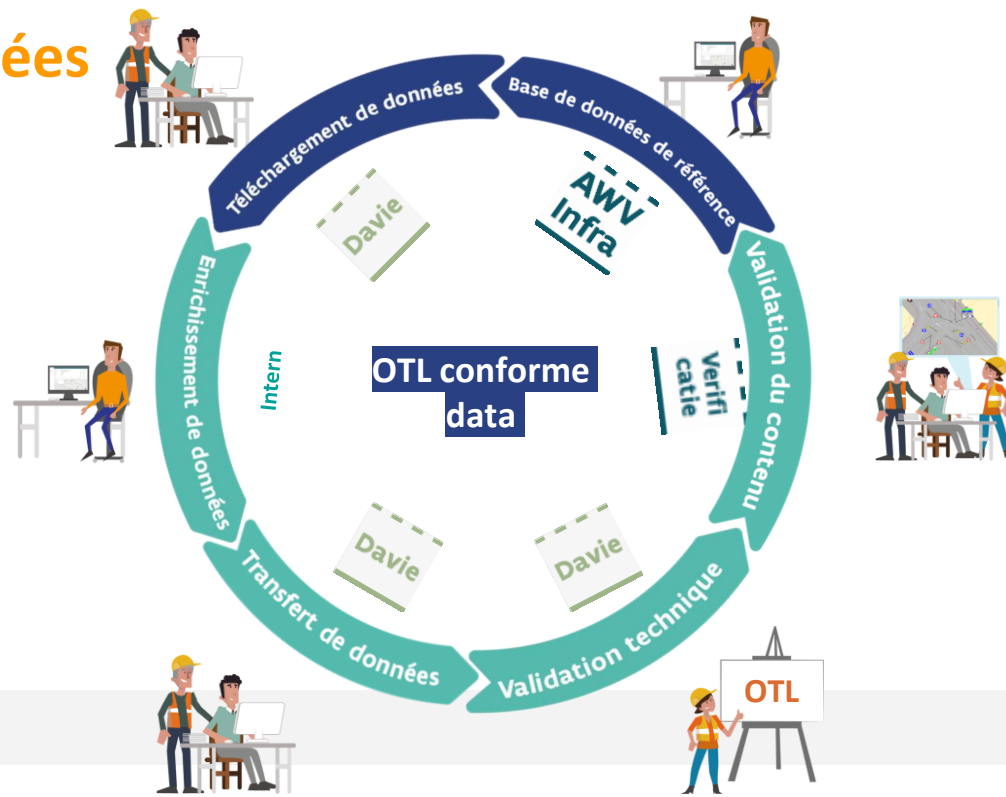 ées
Téléchargement de données
Base de données de référence
Davie
AWV
Infra
Enrichissement de données
Validation du contenu
Intern
OTL conforme
data
Verifi
catie
Davie
Davie
Transfert de données
Validation technique
OTL